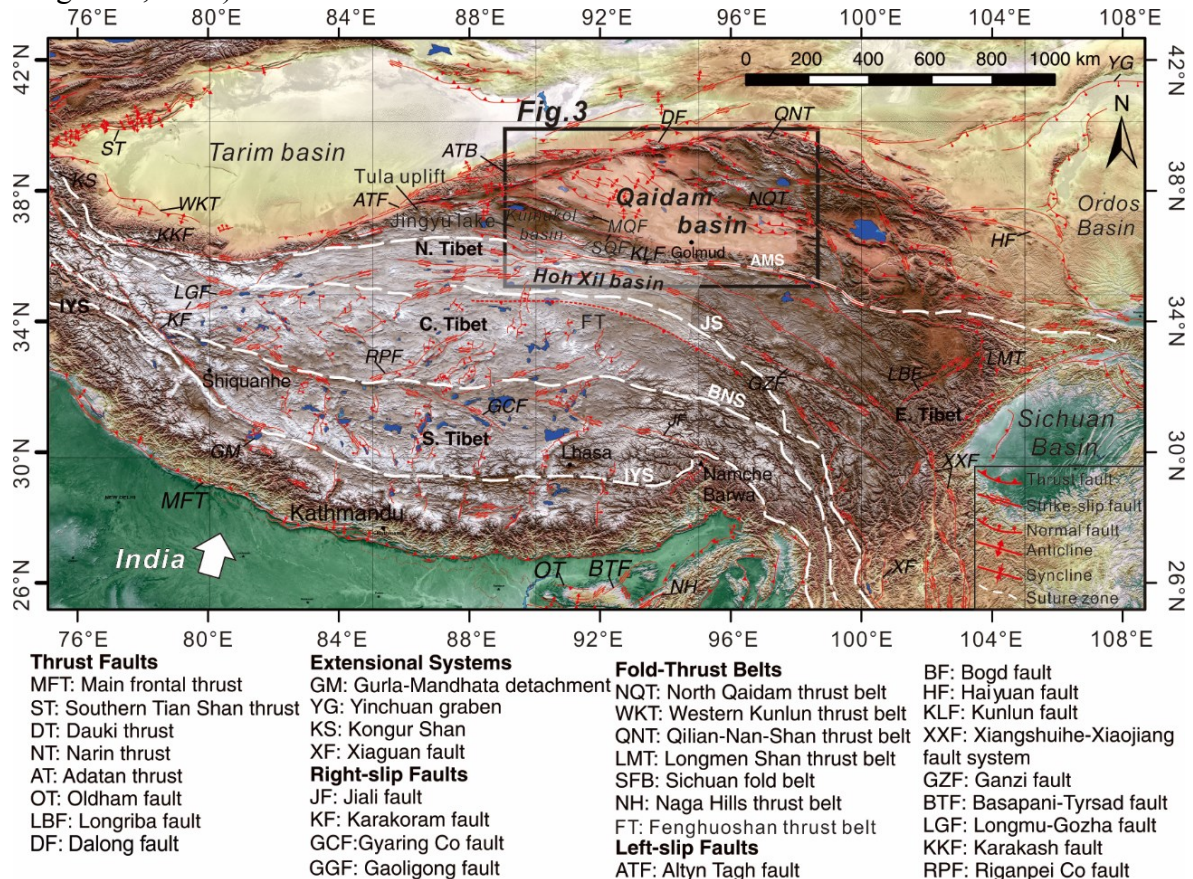 76°E 80°E 84°E 88°E 92°E 96°E 100°E 104°E 108°E
42°N
0 200 400 600 800 1000 km
42°N
YG
N
Fig.3
DF
QNT
ST
Tarim basin
ATB
KS
Tula uplift
38°N
WKT
ATF
Qaidam
basin
NQT
38°N
Ordos
Basin
Jingyu lake
Kumukol
basin
MQF
KKF
SQF
KLF
Golmud
HF
N. Tibet
AMS
Hoh Xil basin
IYS
LGF
KF
34°N
C. Tibet
FT
JS
34°N
RPF
LMT
Shiquanhe
GZF
LBF
BNS
GCF
E. Tibet
S. Tibet
JF
Sichuan
Basin
30°N
GM
Lhasa
XXF
30°N
IYS
Namche
Barwa
Thrust fault
MFT
Kathmandu
Strike-slip fault
Normal fault
India
Anticline
26°N
OT
BTF
NH
XF
Syncline
26°N
Suture zone
76°E 80°E 84°E 88°E 92°E 96°E 100°E 104°E 108°E
Thrust Faults
MFT: Main frontal thrust
ST: Southern Tian Shan thrust
DT: Dauki thrust
NT: Narin thrust
AT: Adatan thrust
OT: Oldham fault
LBF: Longriba fault
DF: Dalong fault
Extensional Systems
GM: Gurla-Mandhata detachment
YG: Yinchuan graben
KS: Kongur Shan
XF: Xiaguan fault
Right-slip Faults
JF: Jiali fault
KF: Karakoram fault
GCF:Gyaring Co fault
GGF: Gaoligong fault
Fold-Thrust Belts
NQT: North Qaidam thrust belt
WKT: Western Kunlun thrust belt
QNT: Qilian-Nan-Shan thrust belt
LMT: Longmen Shan thrust belt
SFB: Sichuan fold belt
NH: Naga Hills thrust belt
FT: Fenghuoshan thrust belt
Left-slip Faults
ATF: Altyn Tagh fault
BF: Bogd fault
HF: Haiyuan fault
KLF: Kunlun fault
XXF: Xiangshuihe-Xiaojiang
fault system
GZF: Ganzi fault
BTF: Basapani-Tyrsad fault
LGF: Longmu-Gozha fault
KKF: Karakash fault
RPF: Riganpei Co fault